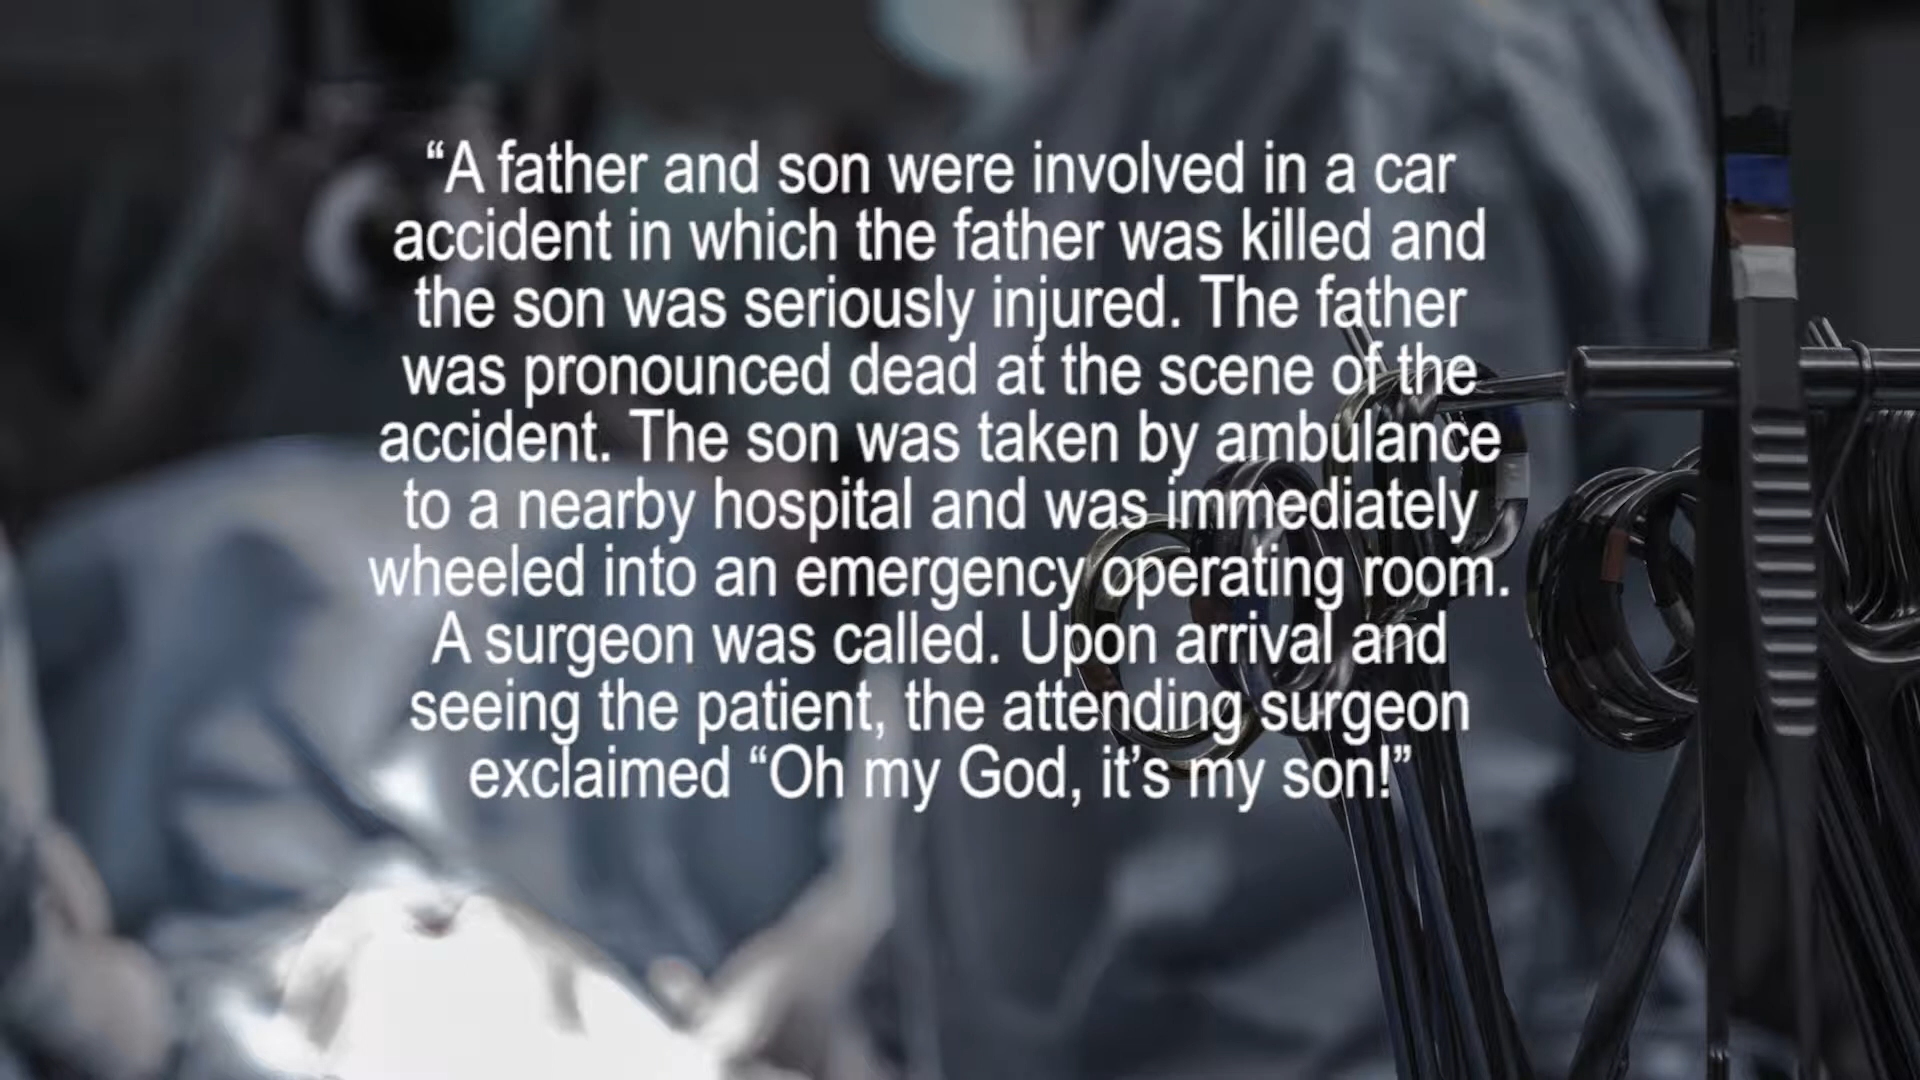 “A father and son were involved in a car
accident in which the father was killed and
the son was seriously injured. The father
was pronounced dead at the scene of the
accident. The son was taken by ambulance
to a nearby hospital and was immediately
wheeled into an emergency operating room.
A surgeon was called. Upon arrival and
seeing the patient, the attending surgeon
exclaimed “Oh my God, it’s my son!”